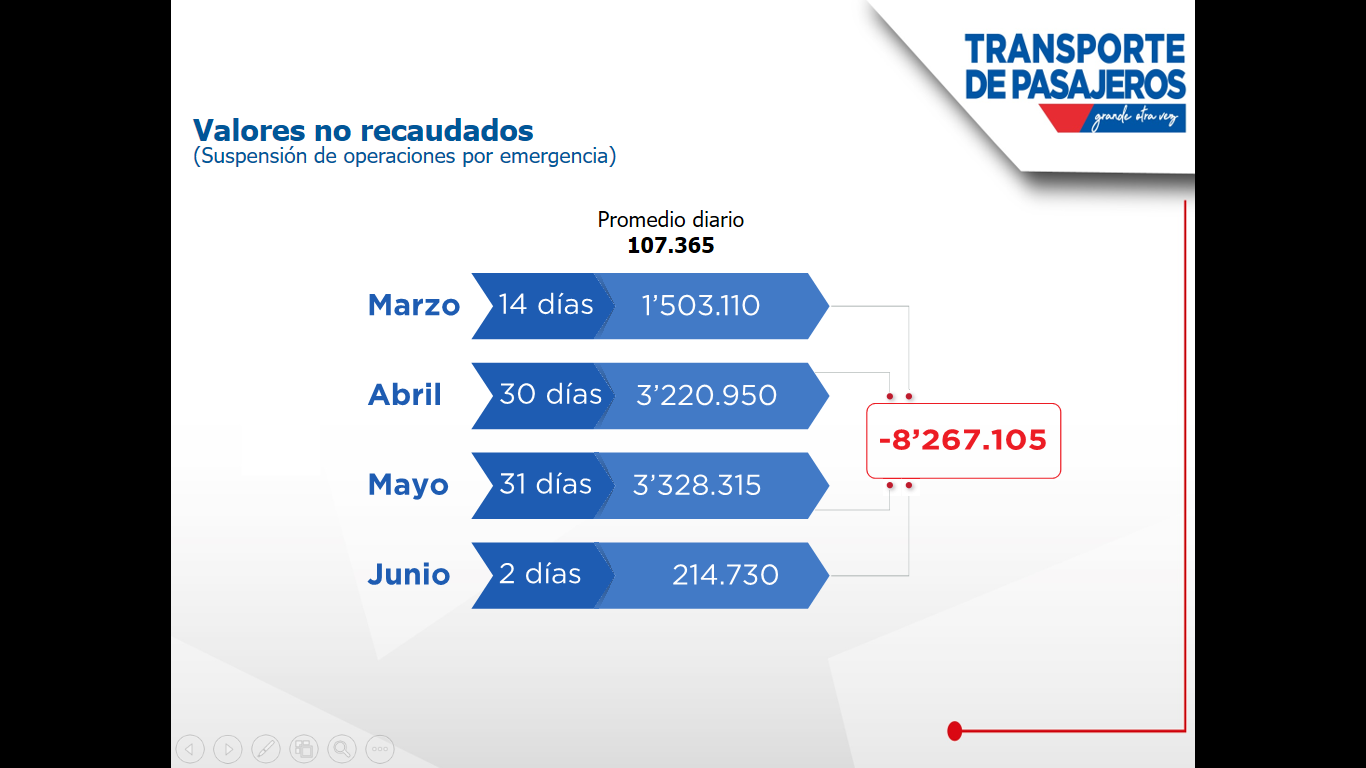 TRANSPORTE
DE PASAJEROS
grande otra vez
Valores no recaudados
(Suspensión de operaciones por emergencia)
Promedio diario
107.365
Marzo 14 días 1’503.110
Abril 30 días 3’220.950
-8’267.105
Mayo 31 días 3’328.315
Junio 2 días 214.730